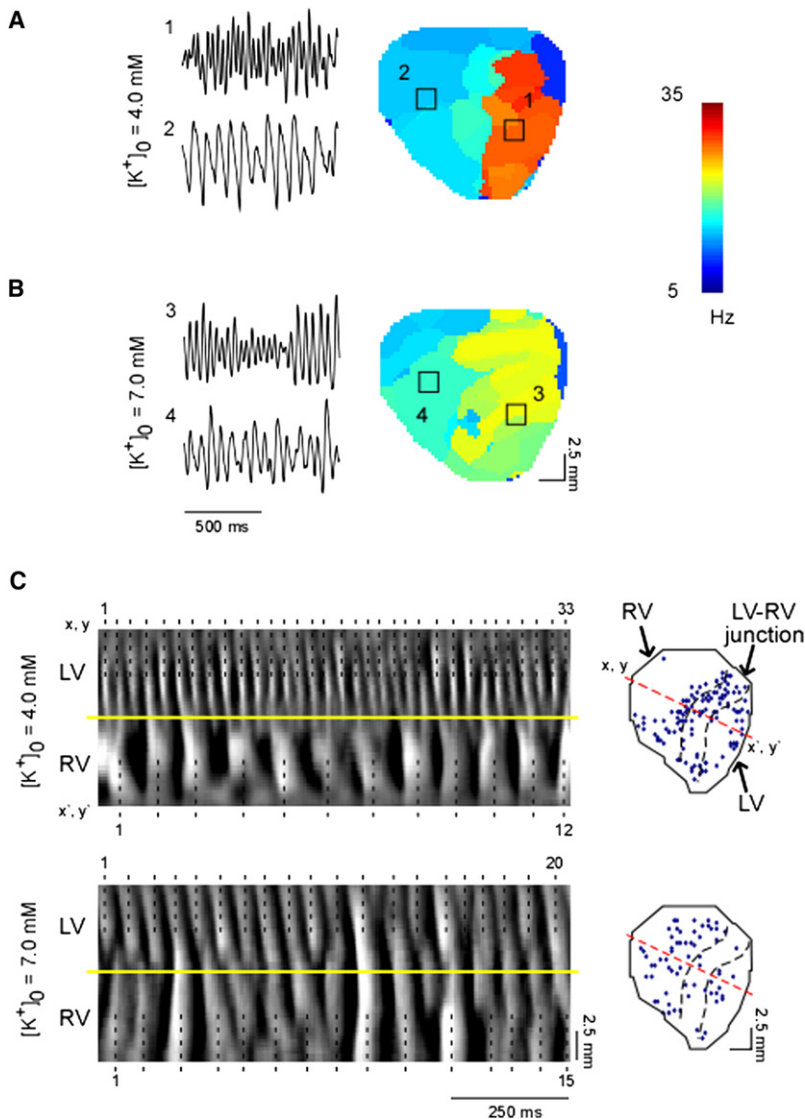 A
[K⁺]₀ = 4.0 mM
1
2
2
1
35
5
Hz
B
[K⁺]₀ = 7.0 mM
3
4
4
3
2.5 mm
500 ms
C
[K⁺]₀ = 4.0 mM
1
33
x, y
LV
RV
x`, y`
1
12
RV
LV-RV
junction
x, y
x`, y`
LV
[K⁺]₀ = 7.0 mM
1
20
LV
RV
2.5 mm
1
15
250 ms
2.5 mm